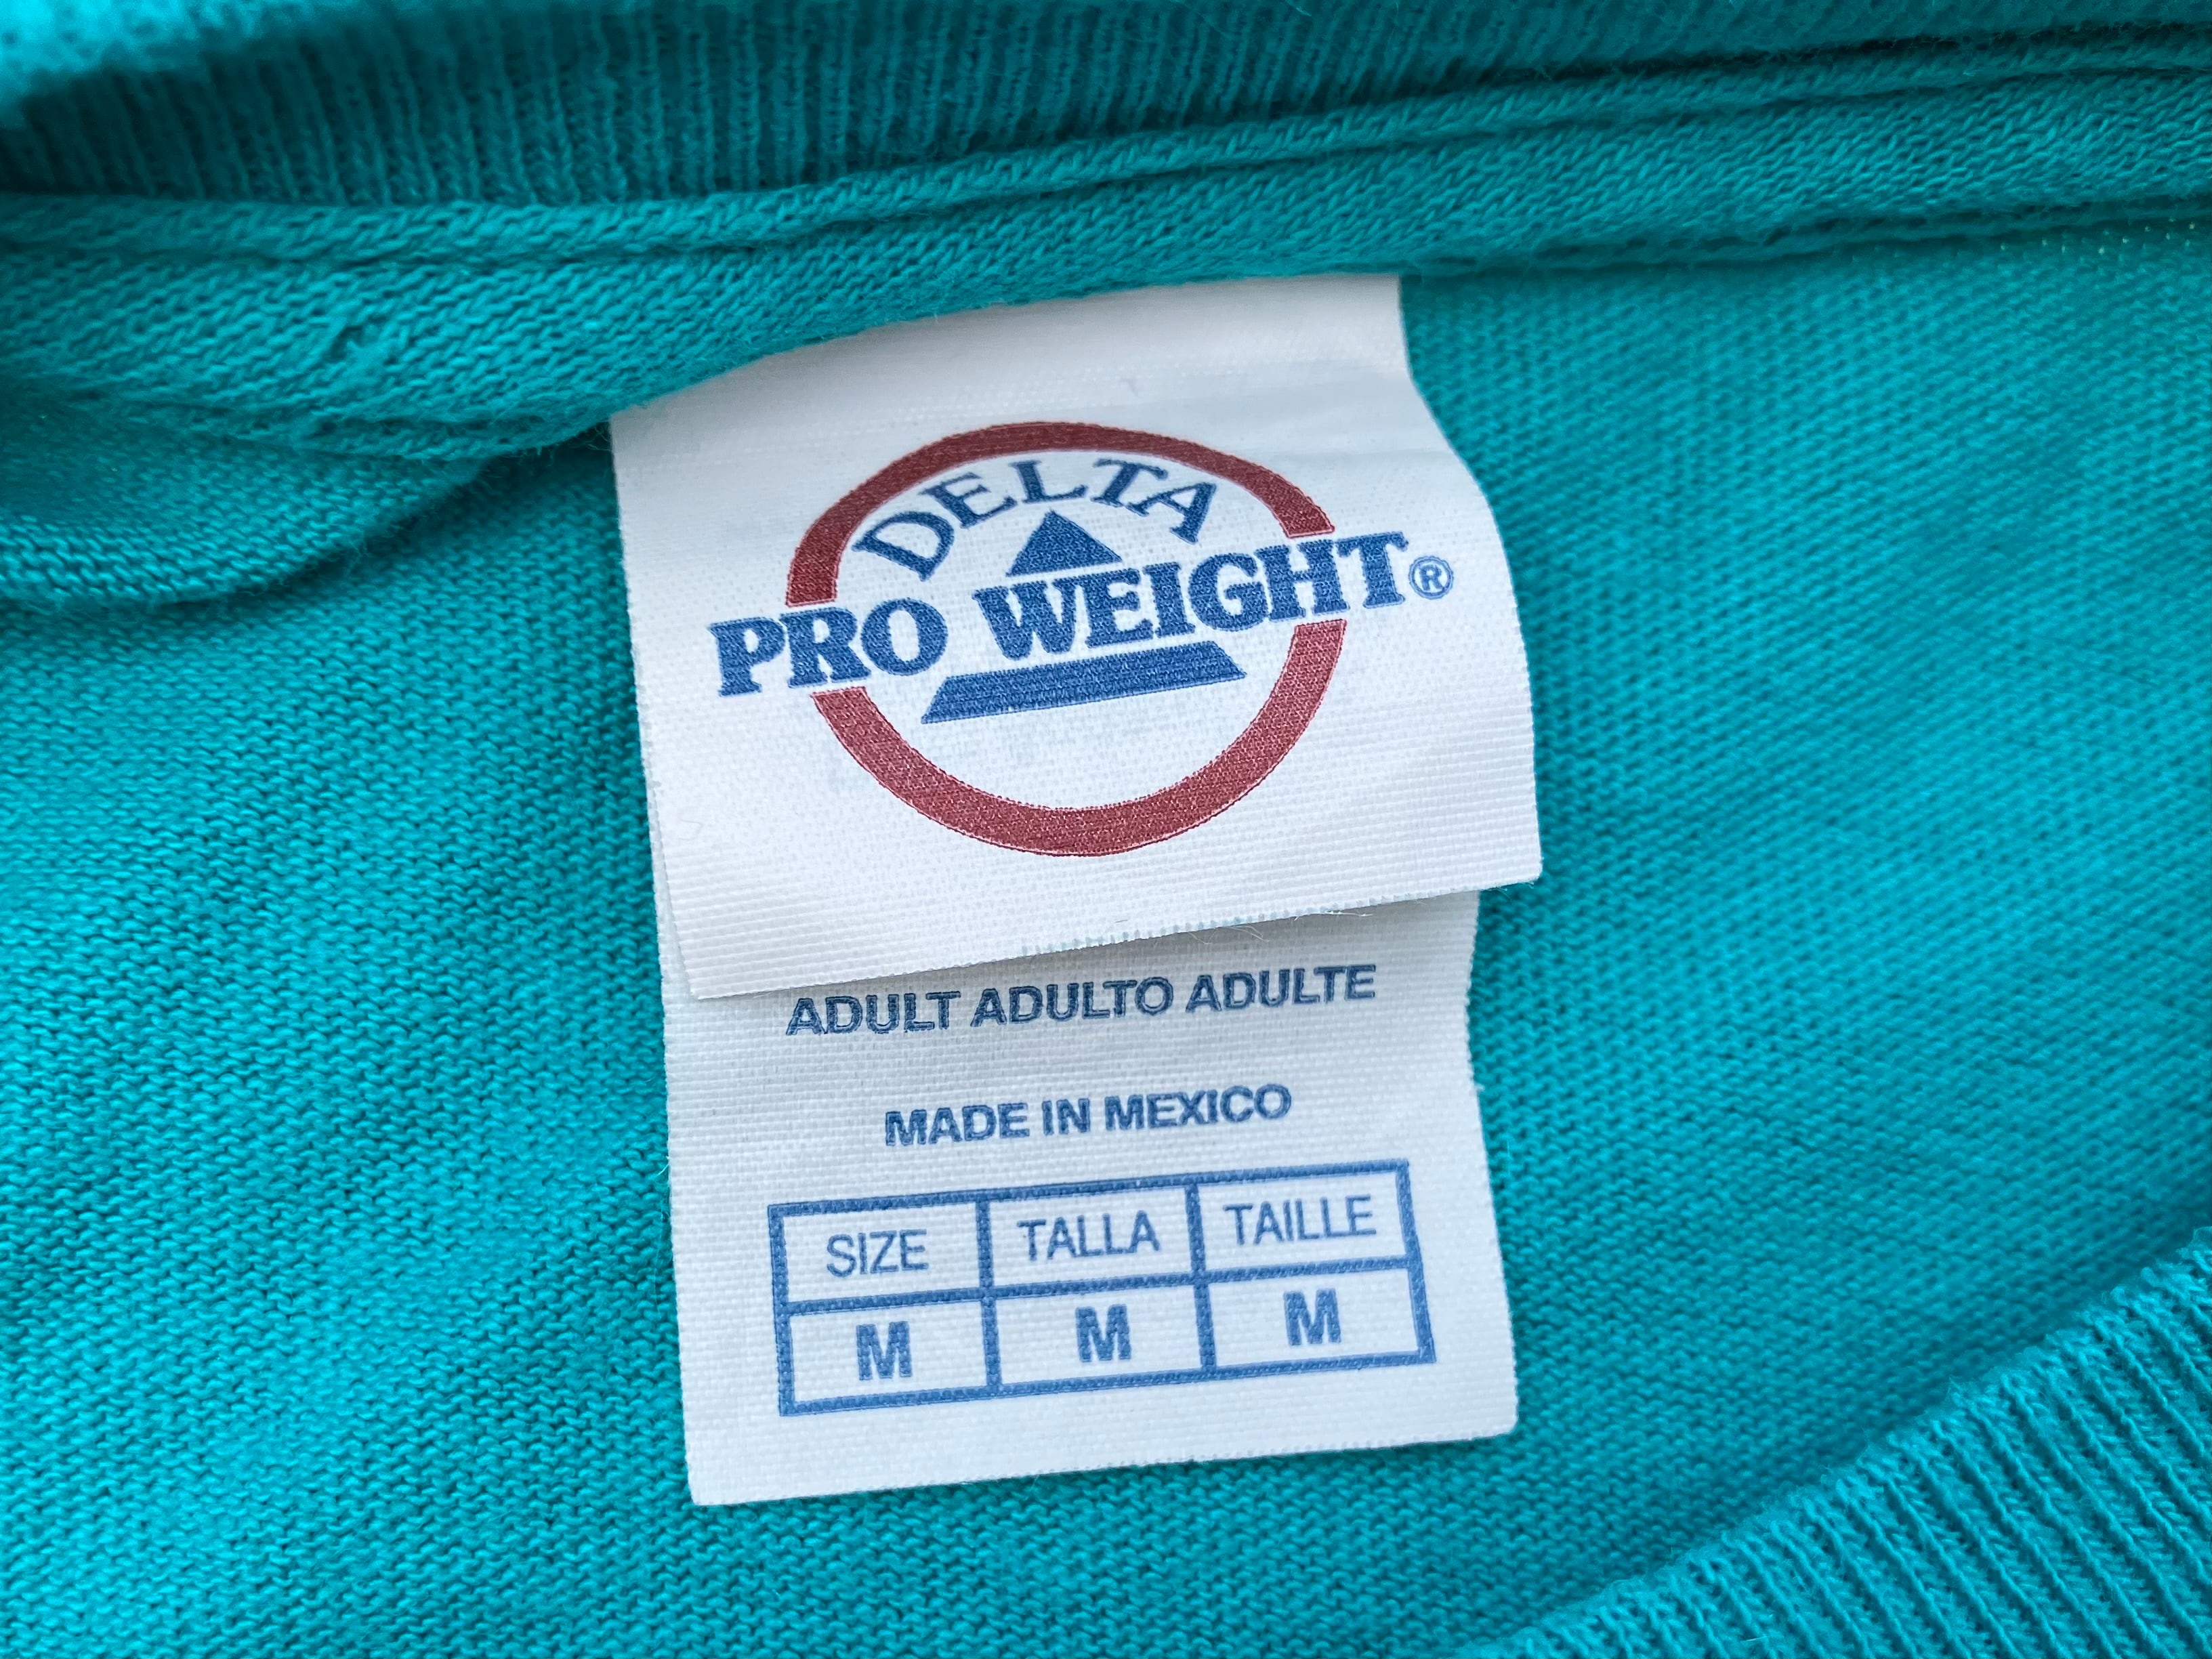 DELTA
PRO WEIGHT®
ADULT ADULTO ADULTE
MADE IN MEXICO
SIZE TALLA TAILLE
M M M